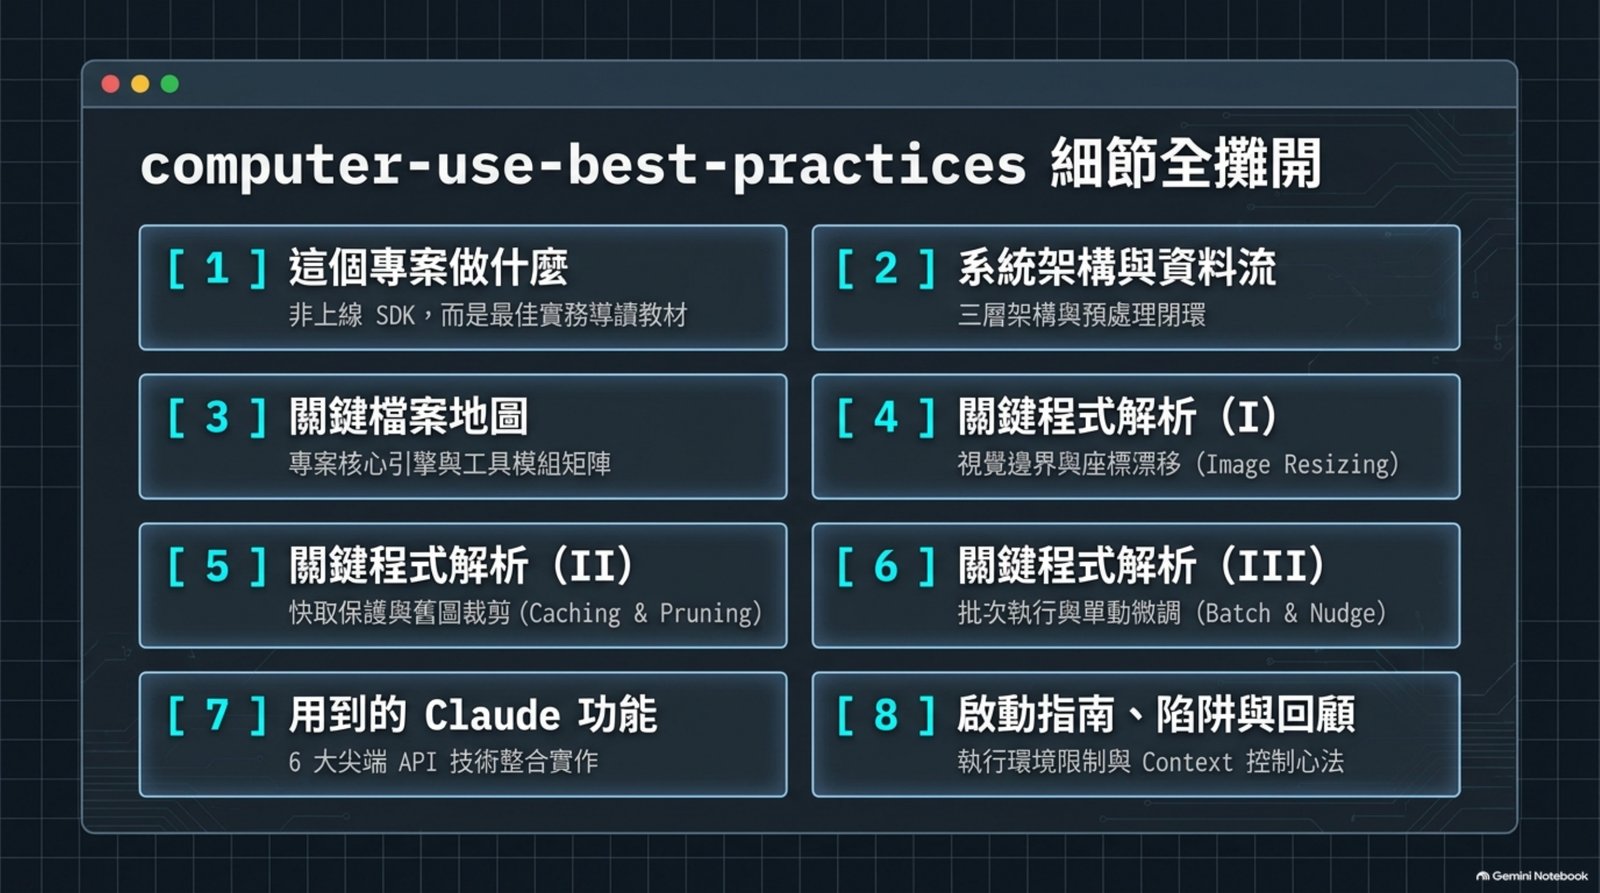 computer-use-best-practices 細節全攤開
[ 1 ] 這個專案做什麼
非上線 SDK，而是最佳實務導讀教材
[ 2 ] 系統架構與資料流
三層架構與預處理閉環
[ 3 ] 關鍵檔案地圖
專案核心引擎與工具模組矩陣
[ 4 ] 關鍵程式解析（I）
視覺邊界與座標漂移（Image Resizing）
[ 5 ] 關鍵程式解析（II）
快取保護與舊圖裁剪（Caching & Pruning）
[ 6 ] 關鍵程式解析（III）
批次執行與單動微調（Batch & Nudge）
[ 7 ] 用到的 Claude 功能
6 大尖端 API 技術整合實作
[ 8 ] 啟動指南、陷阱與回顧
執行環境限制與 Context 控制心法
Gemini Notebook